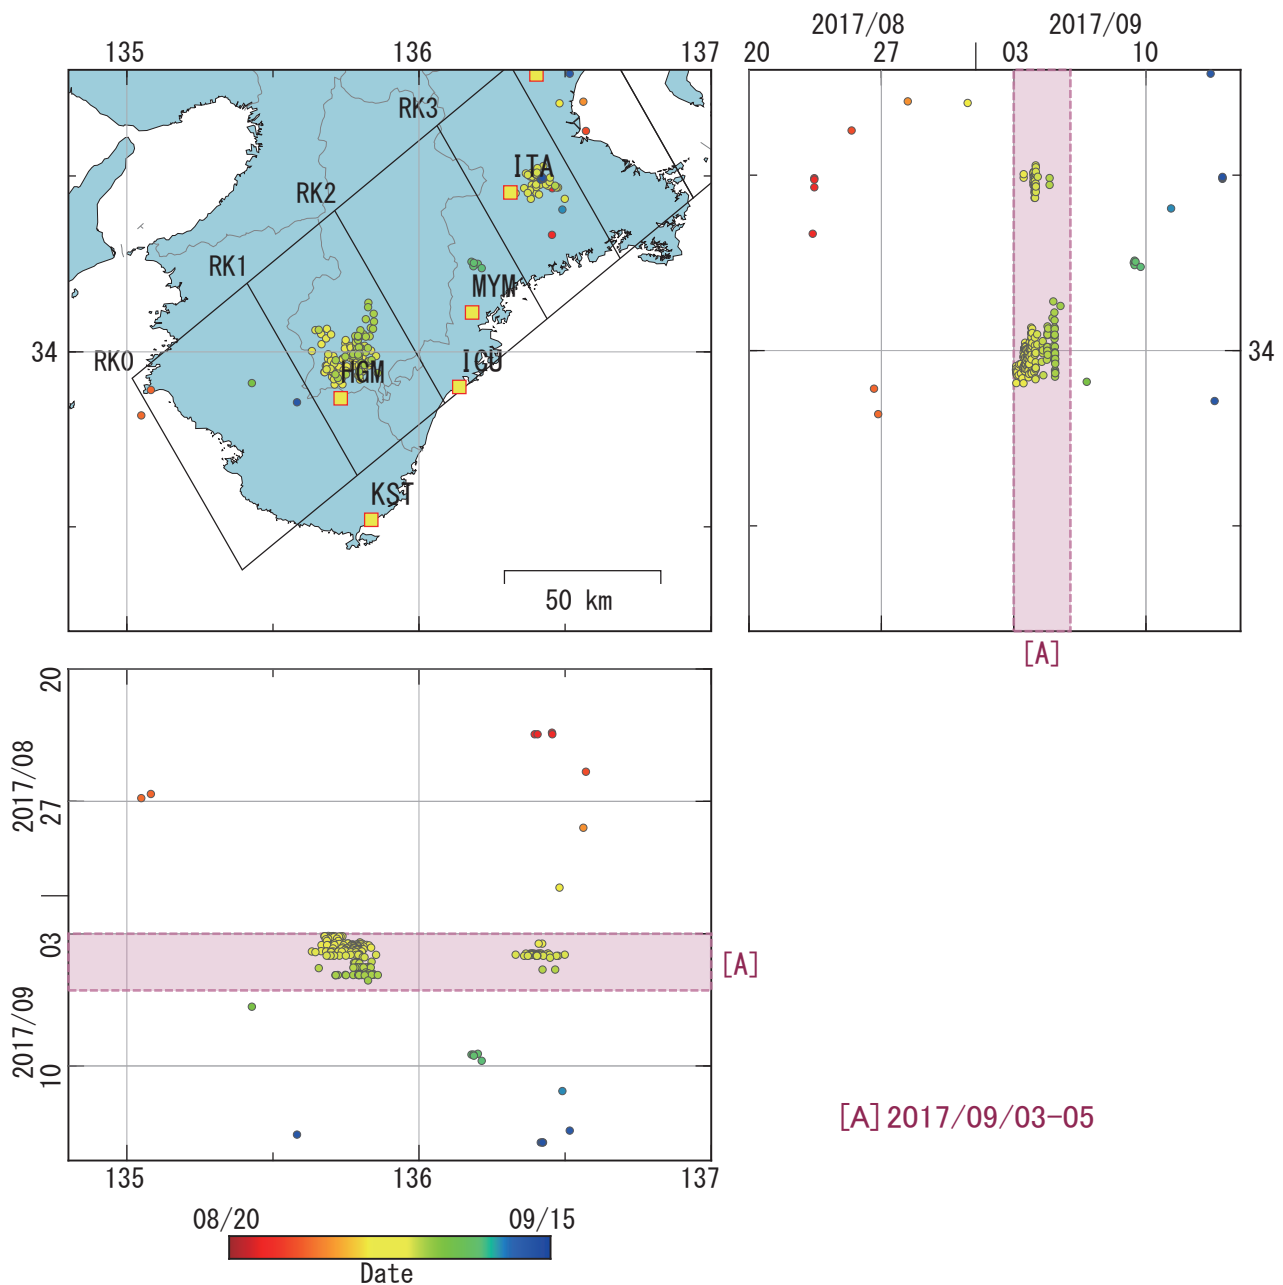 2017/08 2017/09
135 136 137
20 27 03 10
RK3
ITA
RK2
RK1
MYM
34
RK0
HGM
IGU
34
KST
50 km
[A]
20
2017/08
27
03
[A]
2017/09
10
[A] 2017/09/03-05
135 136 137
08/20 09/15
Date